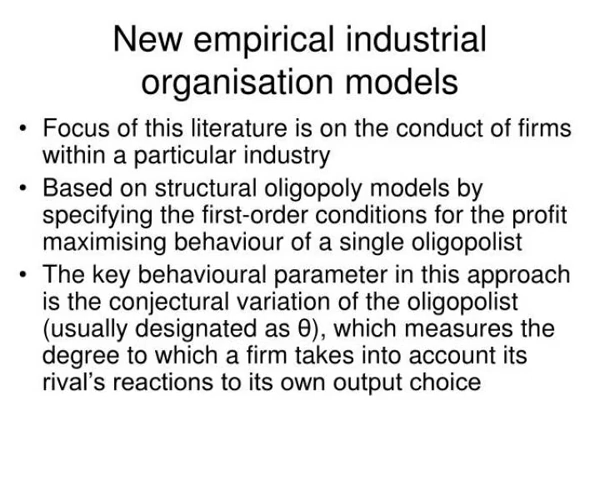 New empirical industrial
organisation models
• Focus of this literature is on the conduct of firms
within a particular industry
• Based on structural oligopoly models by
specifying the first-order conditions for the profit
maximising behaviour of a single oligopolist
• The key behavioural parameter in this approach
is the conjectural variation of the oligopolist
(usually designated as θ), which measures the
degree to which a firm takes into account its
rival’s reactions to its own output choice